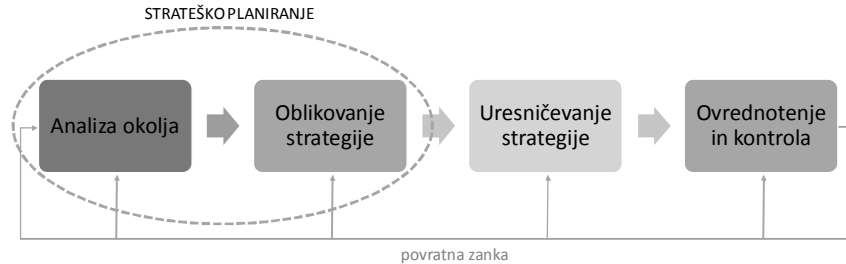 STRATEŠKO PLANIRANJE
Analiza okolja
Oblikovanje
strategije
Uresničevanje
strategije
Ovrednotenje
in kontrola
povratna zanka